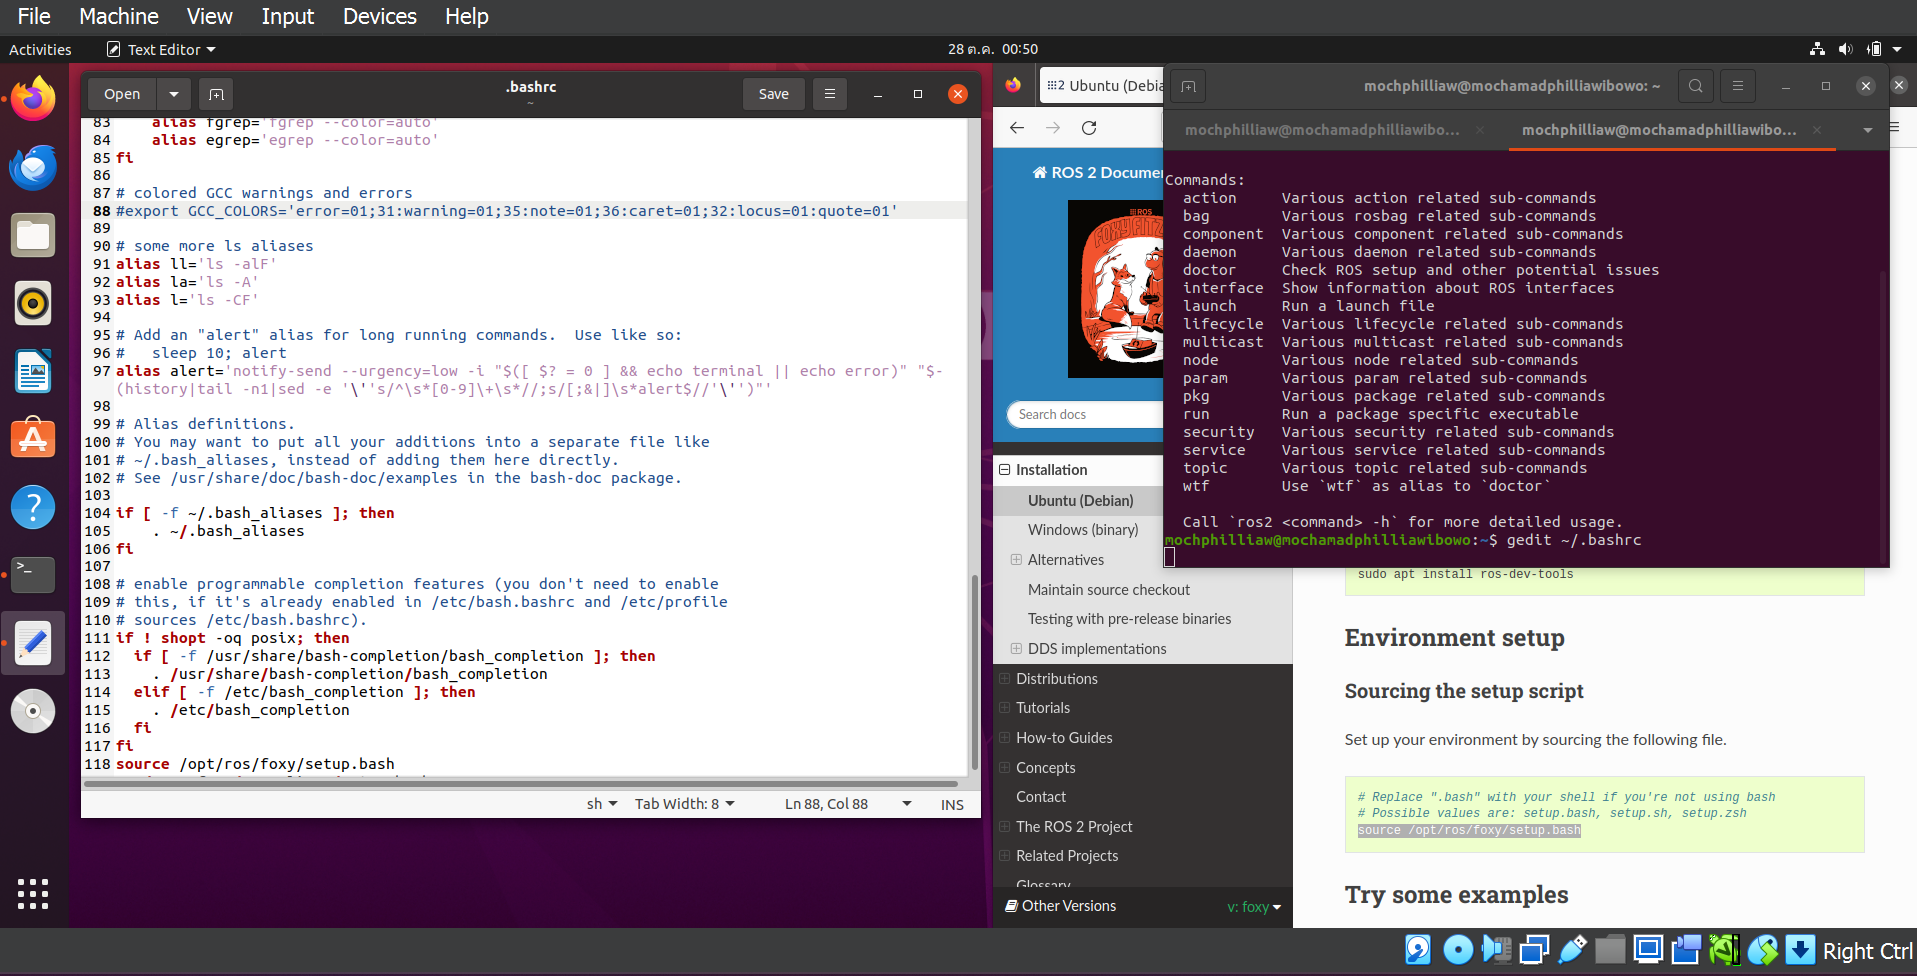 File Machine View Input Devices Help
Activities Text Editor 28 ต.ค. 00:50
Open .bashrc Save
~
83 alias fgrep='fgrep --color=auto'
84 alias egrep='egrep --color=auto'
85 fi
86
87 # colored GCC warnings and errors
88 #export GCC_COLORS='error=01;31:warning=01;35:note=01;36:caret=01;32:locus=01:quote=01'
89
90 # some more ls aliases
91 alias ll='ls -alF'
92 alias la='ls -A'
93 alias l='ls -CF'
94
95 # Add an "alert" alias for long running commands.  Use like so:
96 #   sleep 10; alert
97 alias alert='notify-send --urgency=low -i "$([ $? = 0 ] && echo terminal || echo error)" "$-
(history|tail -n1|sed -e '\''s/^\s*[0-9]\+\s*//;s/[;&|]\s*alert$//'\'')"'
98
99 # Alias definitions.
100 # You may want to put all your additions into a separate file like
101 # ~/.bash_aliases, instead of adding them here directly.
102 # See /usr/share/doc/bash-doc/examples in the bash-doc package.
103
104 if [ -f ~/.bash_aliases ]; then
105     . ~/.bash_aliases
106 fi
107
108 # enable programmable completion features (you don't need to enable
109 # this, if it's already enabled in /etc/bash.bashrc and /etc/profile
110 # sources /etc/bash.bashrc).
111 if ! shopt -oq posix; then
112   if [ -f /usr/share/bash-completion/bash_completion ]; then
113     . /usr/share/bash-completion/bash_completion
114   elif [ -f /etc/bash_completion ]; then
115     . /etc/bash_completion
116   fi
117 fi
118 source /opt/ros/foxy/setup.bash
sh Tab Width: 8 Ln 88, Col 88 INS
Ubuntu (Debia
ROS 2 Documen
ROS
FOXY FITZ
Search docs
Installation
Ubuntu (Debian)
Windows (binary)
Alternatives
Maintain source checkout
Testing with pre-release binaries
DDS implementations
Distributions
Tutorials
How-to Guides
Concepts
Contact
The ROS 2 Project
Related Projects
Glossary
Other Versions v: foxy
mochphilliaw@mochamadphilliawibowo: ~
mochphilliaw@mochamadphilliawibo... mochphilliaw@mochamadphilliawibo...
Commands:
action     Various action related sub-commands
bag        Various rosbag related sub-commands
component  Various component related sub-commands
daemon     Various daemon related sub-commands
doctor     Check ROS setup and other potential issues
interface  Show information about ROS interfaces
launch     Run a launch file
lifecycle  Various lifecycle related sub-commands
multicast  Various multicast related sub-commands
node       Various node related sub-commands
param      Various param related sub-commands
pkg        Various package related sub-commands
run        Run a package specific executable
security   Various security related sub-commands
service    Various service related sub-commands
topic      Various topic related sub-commands
wtf        Use `wtf` as alias to `doctor`
Call `ros2 <command> -h` for more detailed usage.
mochphilliaw@mochamadphilliawibowo:~$ gedit ~/.bashrc
sudo apt install ros-dev-tools
Environment setup
Sourcing the setup script
Set up your environment by sourcing the following file.
# Replace ".bash" with your shell if you're not using bash
# Possible values are: setup.bash, setup.sh, setup.zsh
source /opt/ros/foxy/setup.bash
Try some examples
Right Ctrl